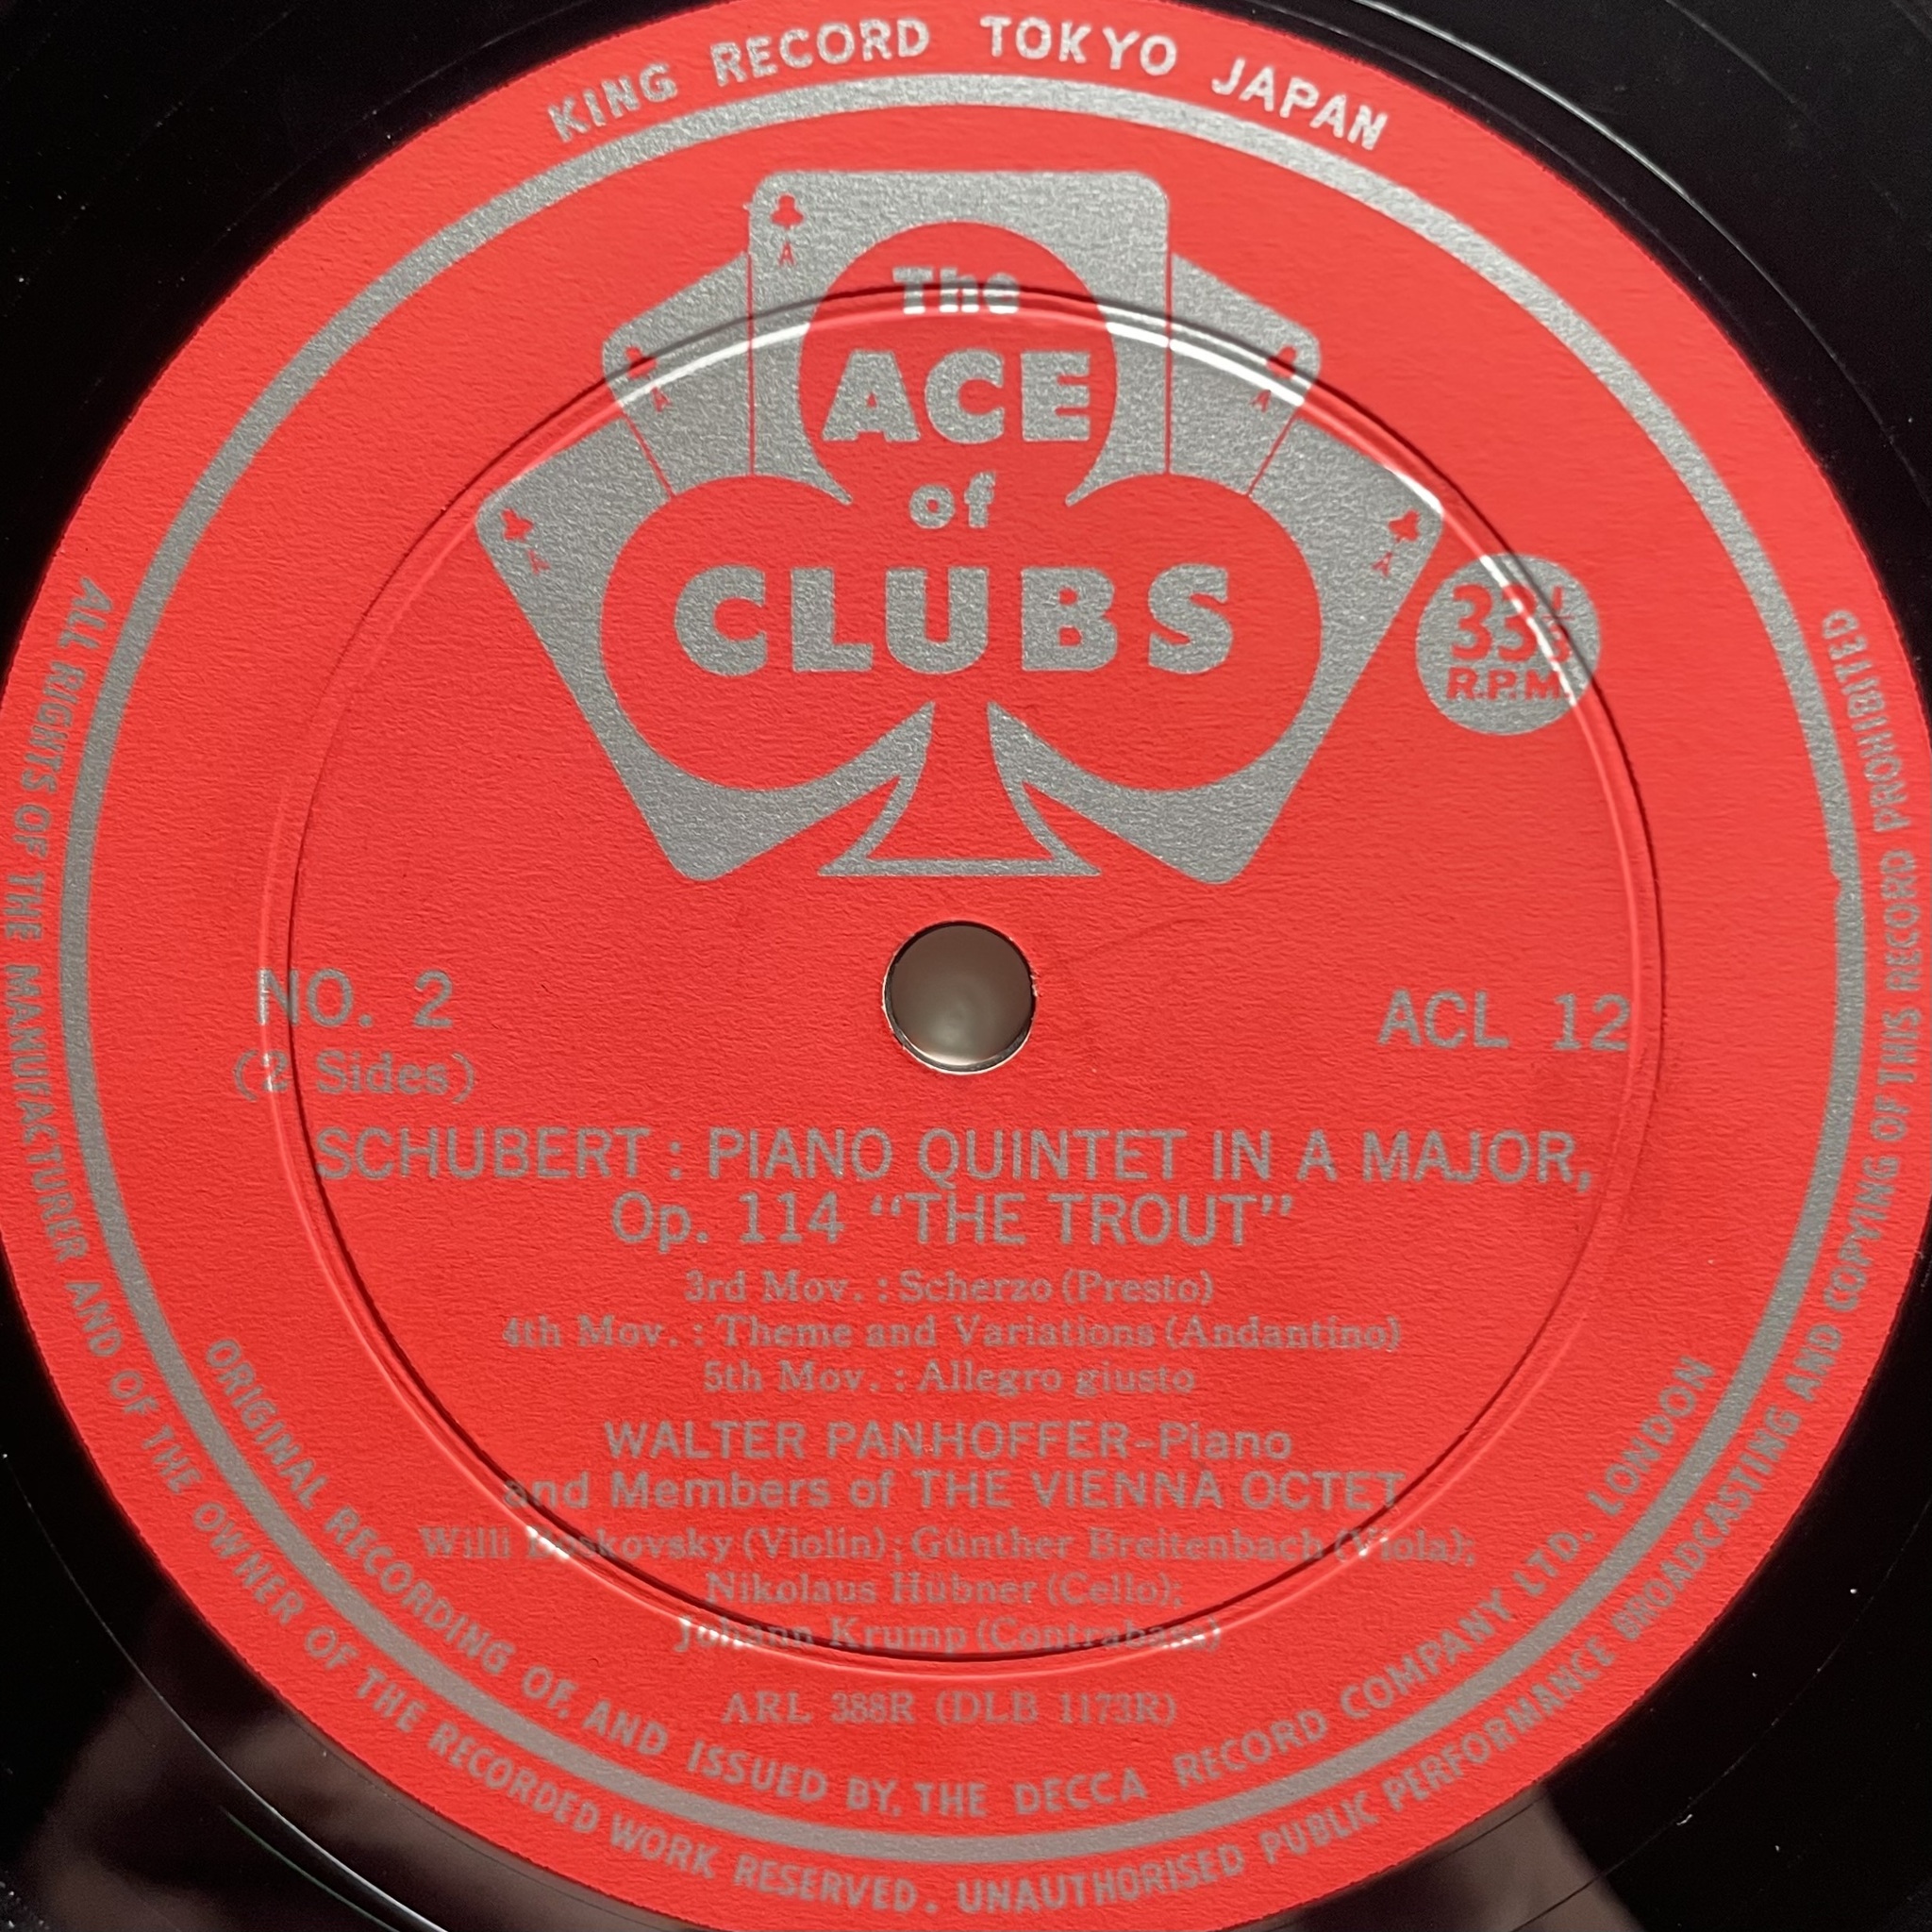 KING RECORD TOKYO JAPAN
The
ACE
of
CLUBS
A
A
A
A
A
33 1/3
R.P.M.
NO. 2
(2 Sides)
ACL 12
SCHUBERT : PIANO QUINTET IN A MAJOR,
Op. 114 “THE TROUT”
3rd Mov. : Scherzo (Presto)
4th Mov. : Theme and Variations (Andantino)
5th Mov. : Allegro giusto
WALTER PANHOFFER-Piano
and Members of THE VIENNA OCTET
Willi Boskovsky (Violin); Günther Breitenbach (Viola);
Nikolaus Hübner (Cello);
Johann Krump (Contrabass)
ARL 388R (DLB 1173R)
ORIGINAL RECORDING OF, AND ISSUED BY, THE DECCA RECORD COMPANY LTD. LONDON
ALL RIGHTS OF THE MANUFACTURER AND OF THE OWNER OF THE RECORDED WORK RESERVED. UNAUTHORISED PUBLIC PERFORMANCE BROADCASTING AND COPYING OF THIS RECORD PROHIBITED